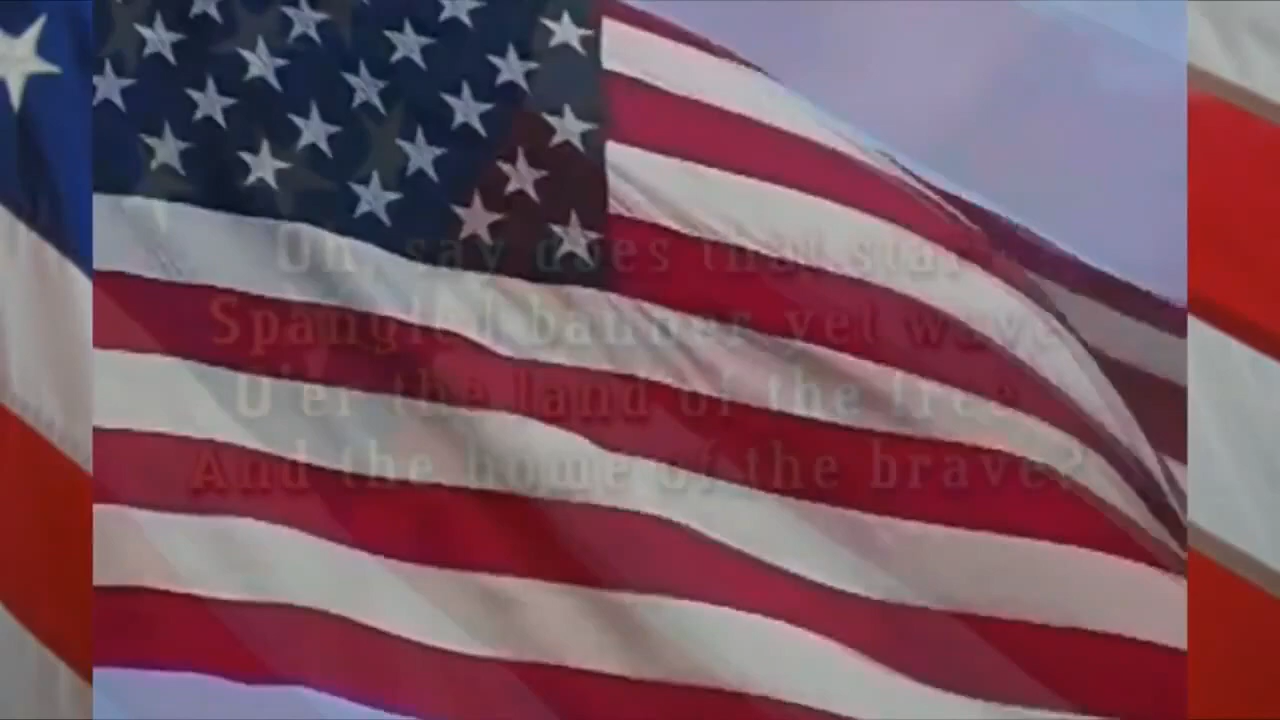 Oh, say does that star
Spangled banner yet wave
O'er the land of the free
And the home of the brave?